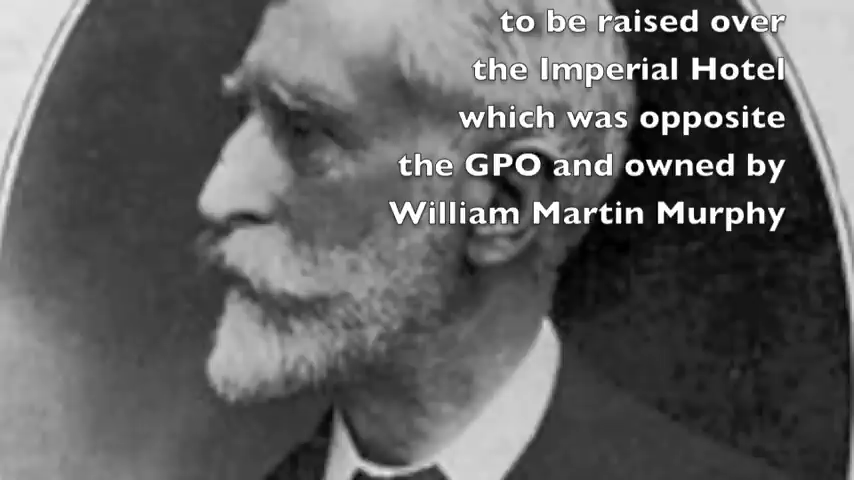 to be raised over
the Imperial Hotel
which was opposite
the GPO and owned by
William Martin Murphy